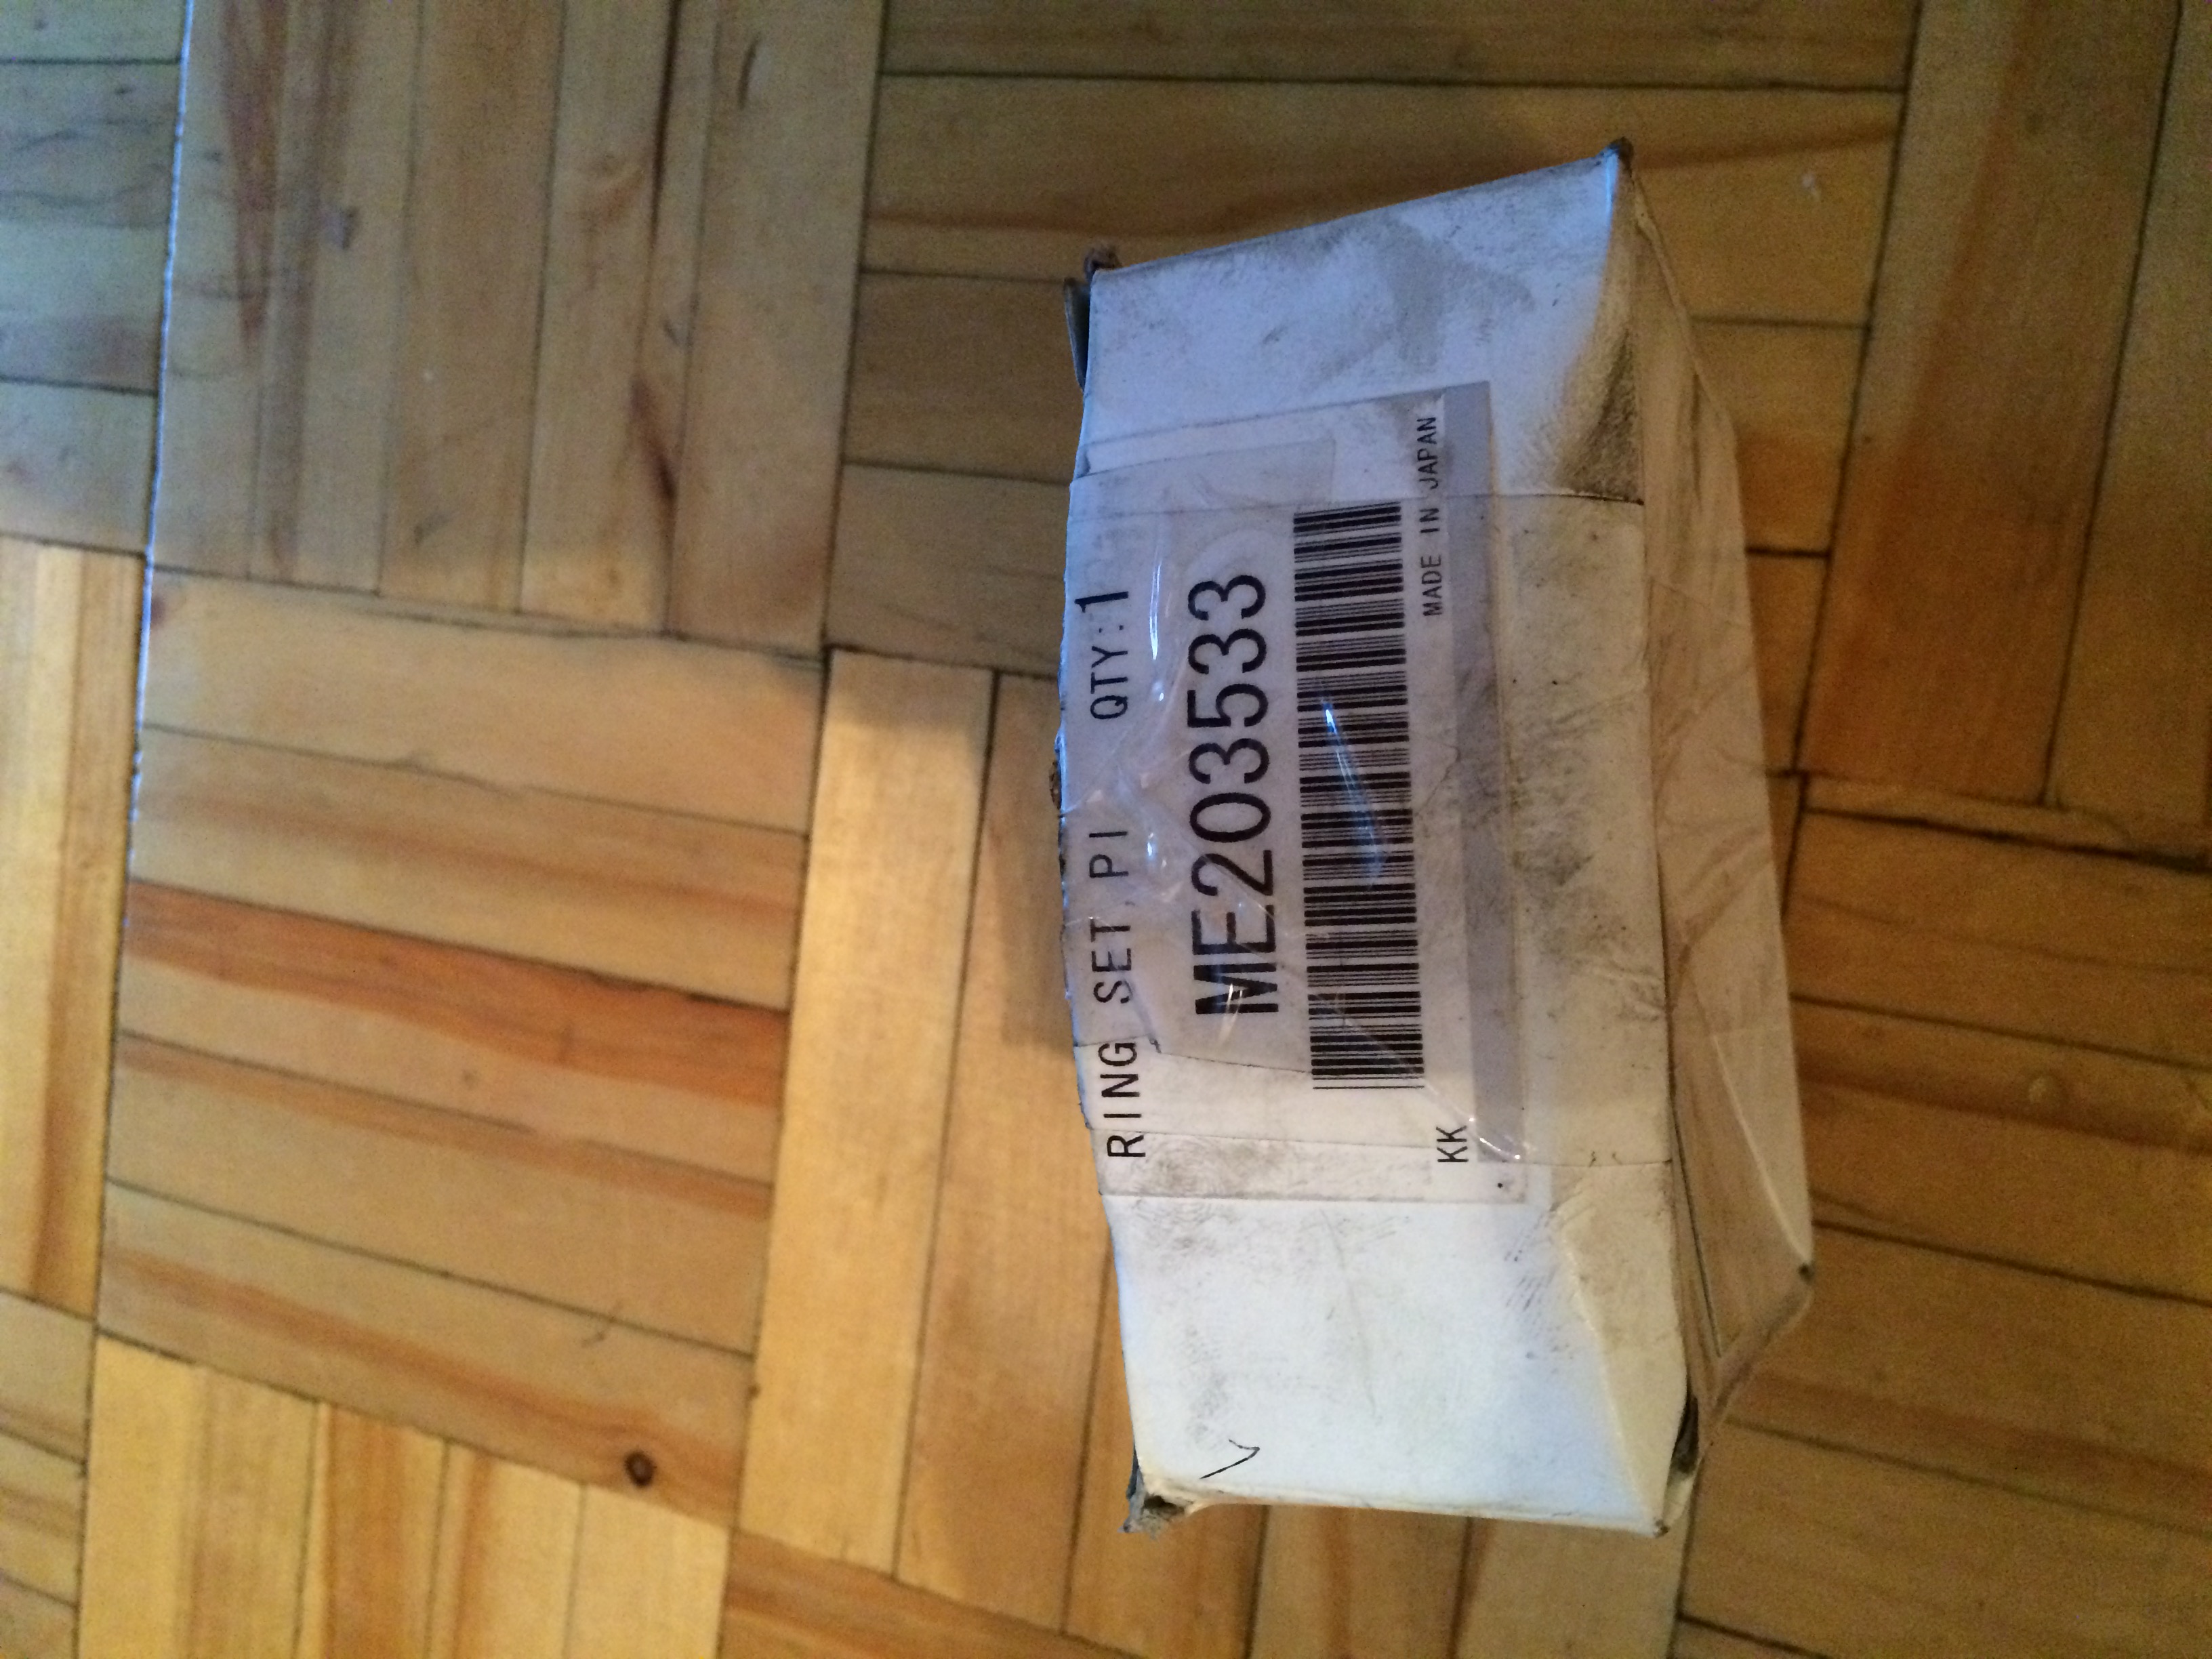 RING SET, PI QTY:1
ME203533
KK MADE IN JAPAN